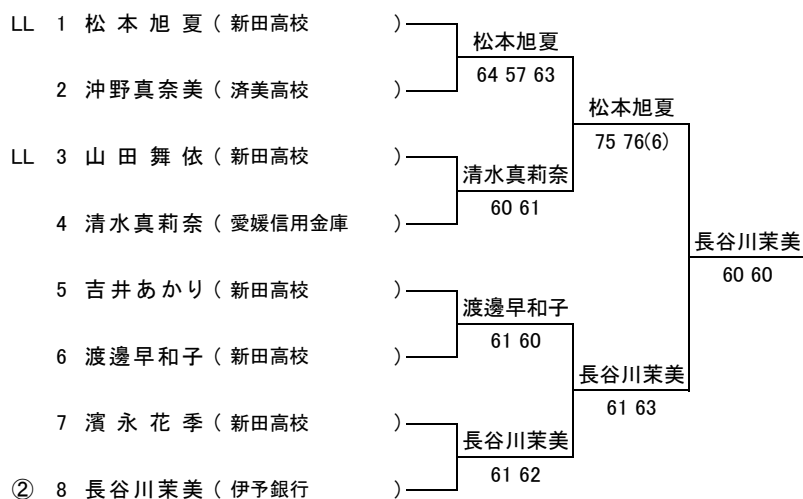 LL 1 松本旭夏 ( 新田高校 )
松本旭夏
2 沖野真奈美 ( 済美高校 )
64 57 63
松本旭夏
75 76(6)
LL 3 山田舞依 ( 新田高校 )
清水真莉奈
4 清水真莉奈 ( 愛媛信用金庫 )
60 61
長谷川茉美
60 60
5 吉井あかり ( 新田高校 )
渡邊早和子
6 渡邊早和子 ( 新田高校 )
61 60
長谷川茉美
61 63
7 濱永花季 ( 新田高校 )
長谷川茉美
② 8 長谷川茉美 ( 伊予銀行 )
61 62